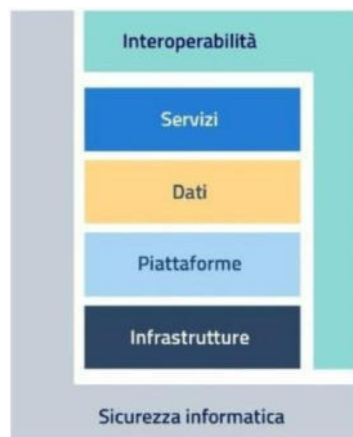 Interoperabilità
Servizi
Dati
Piattaforme
Infrastrutture
Sicurezza informatica